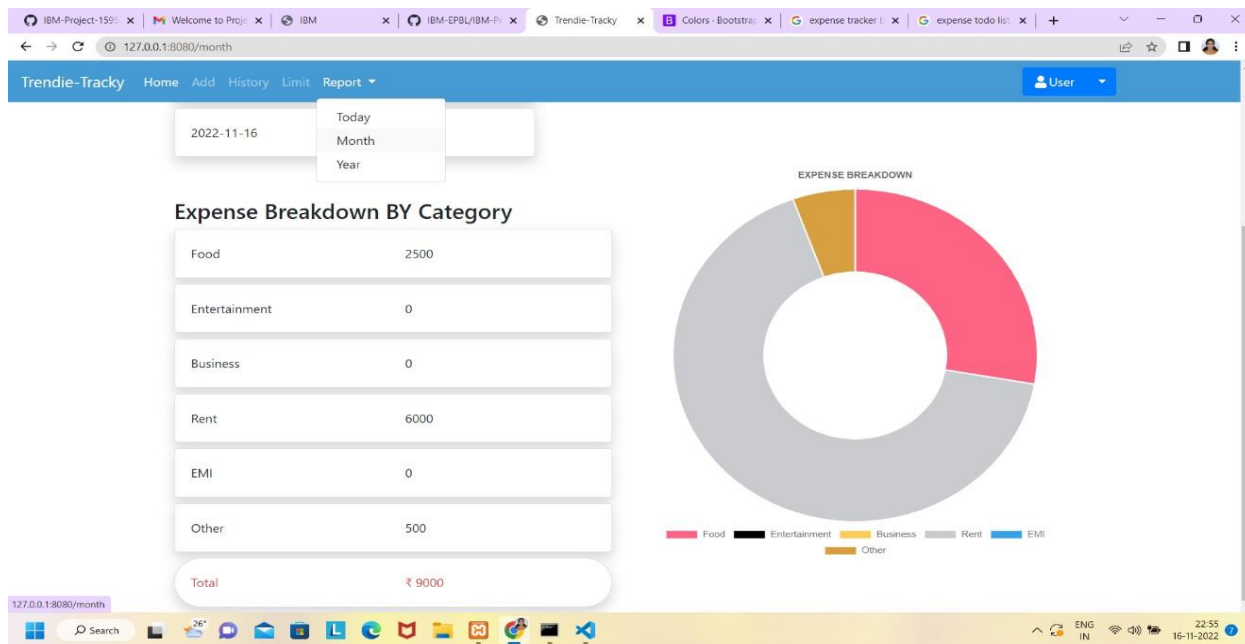 IBM-Project-1595 Welcome to Proje IBM IBM-EPBL/IBM-Pr Trendie-Tracky Colors · Bootstrap expense tracker b expense todo list
127.0.0.1:8080/month
Trendie-Tracky Home Add History Limit Report User
Today
2022-11-16
Month
Year
EXPENSE BREAKDOWN
Expense Breakdown BY Category
Food 2500
Entertainment 0
Business 0
Rent 6000
EMI 0
Other 500
Food Entertainment Business Rent EMI
Other
Total ₹ 9000
127.0.0.1:8080/month
Search 26° ENG 22:55
IN 16-11-2022 7